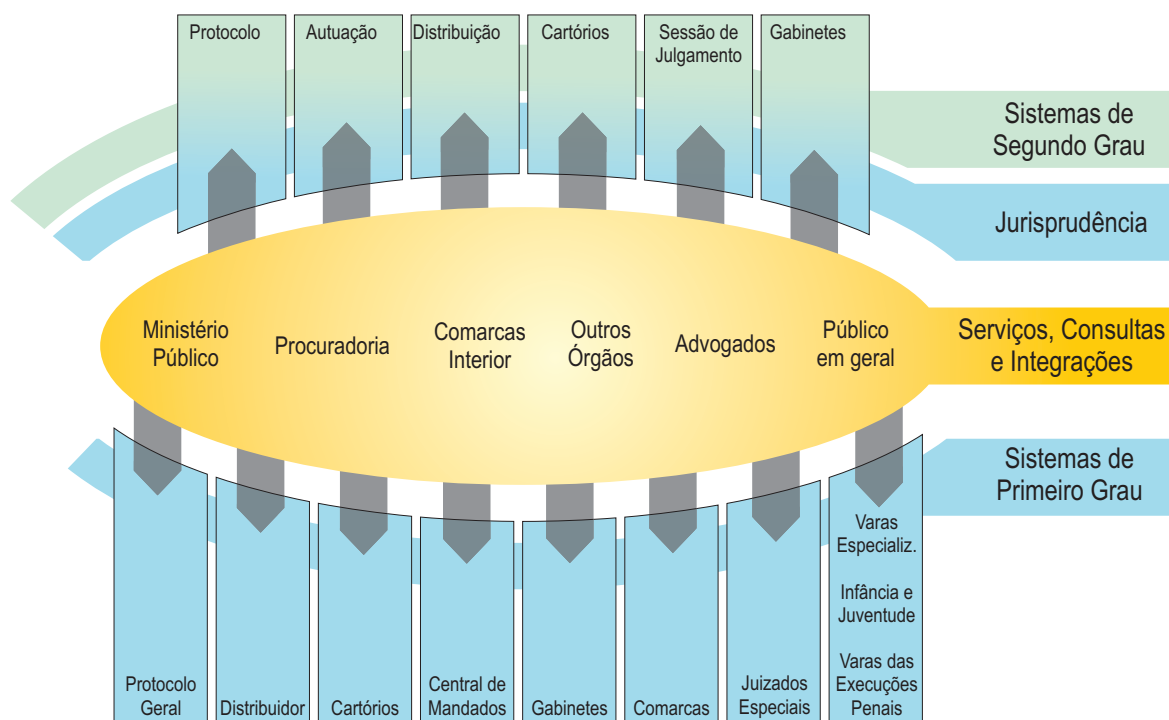 Protocolo
Autuação
Distribuição
Cartórios
Sessão de
Julgamento
Gabinetes
Sistemas de
Segundo Grau
Jurisprudência
Ministério
Público
Procuradoria
Comarcas
Interior
Outros
Órgãos
Advogados
Público
em geral
Serviços, Consultas
e Integrações
Sistemas de
Primeiro Grau
Protocolo
Geral
Distribuidor
Cartórios
Central de
Mandados
Gabinetes
Comarcas
Juizados
Especiais
Varas
Especializ.
Infância e
Juventude
Varas das
Execuções
Penais